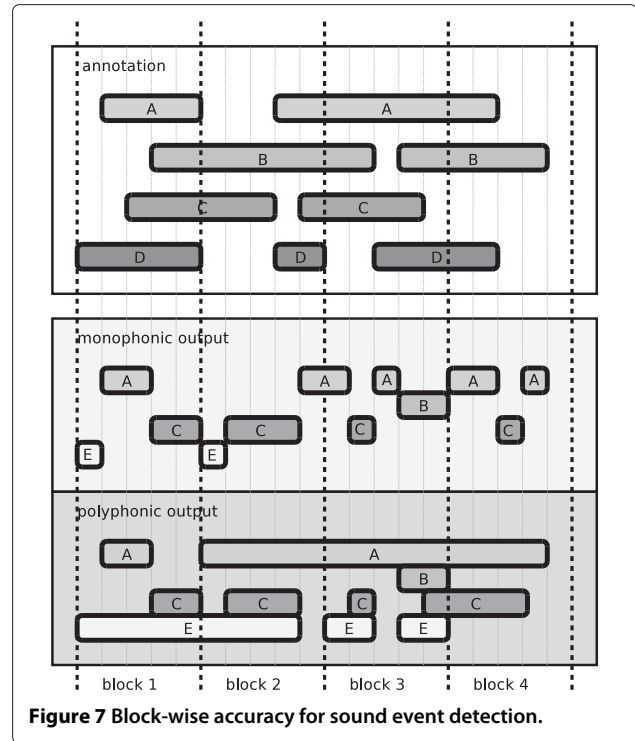 annotation
A A
B B
C C
D D D
monophonic output
A A A A A
B
C C C C
E E
polyphonic output
A A
B
C C C C
E E E
block 1 block 2 block 3 block 4
Figure 7 Block-wise accuracy for sound event detection.